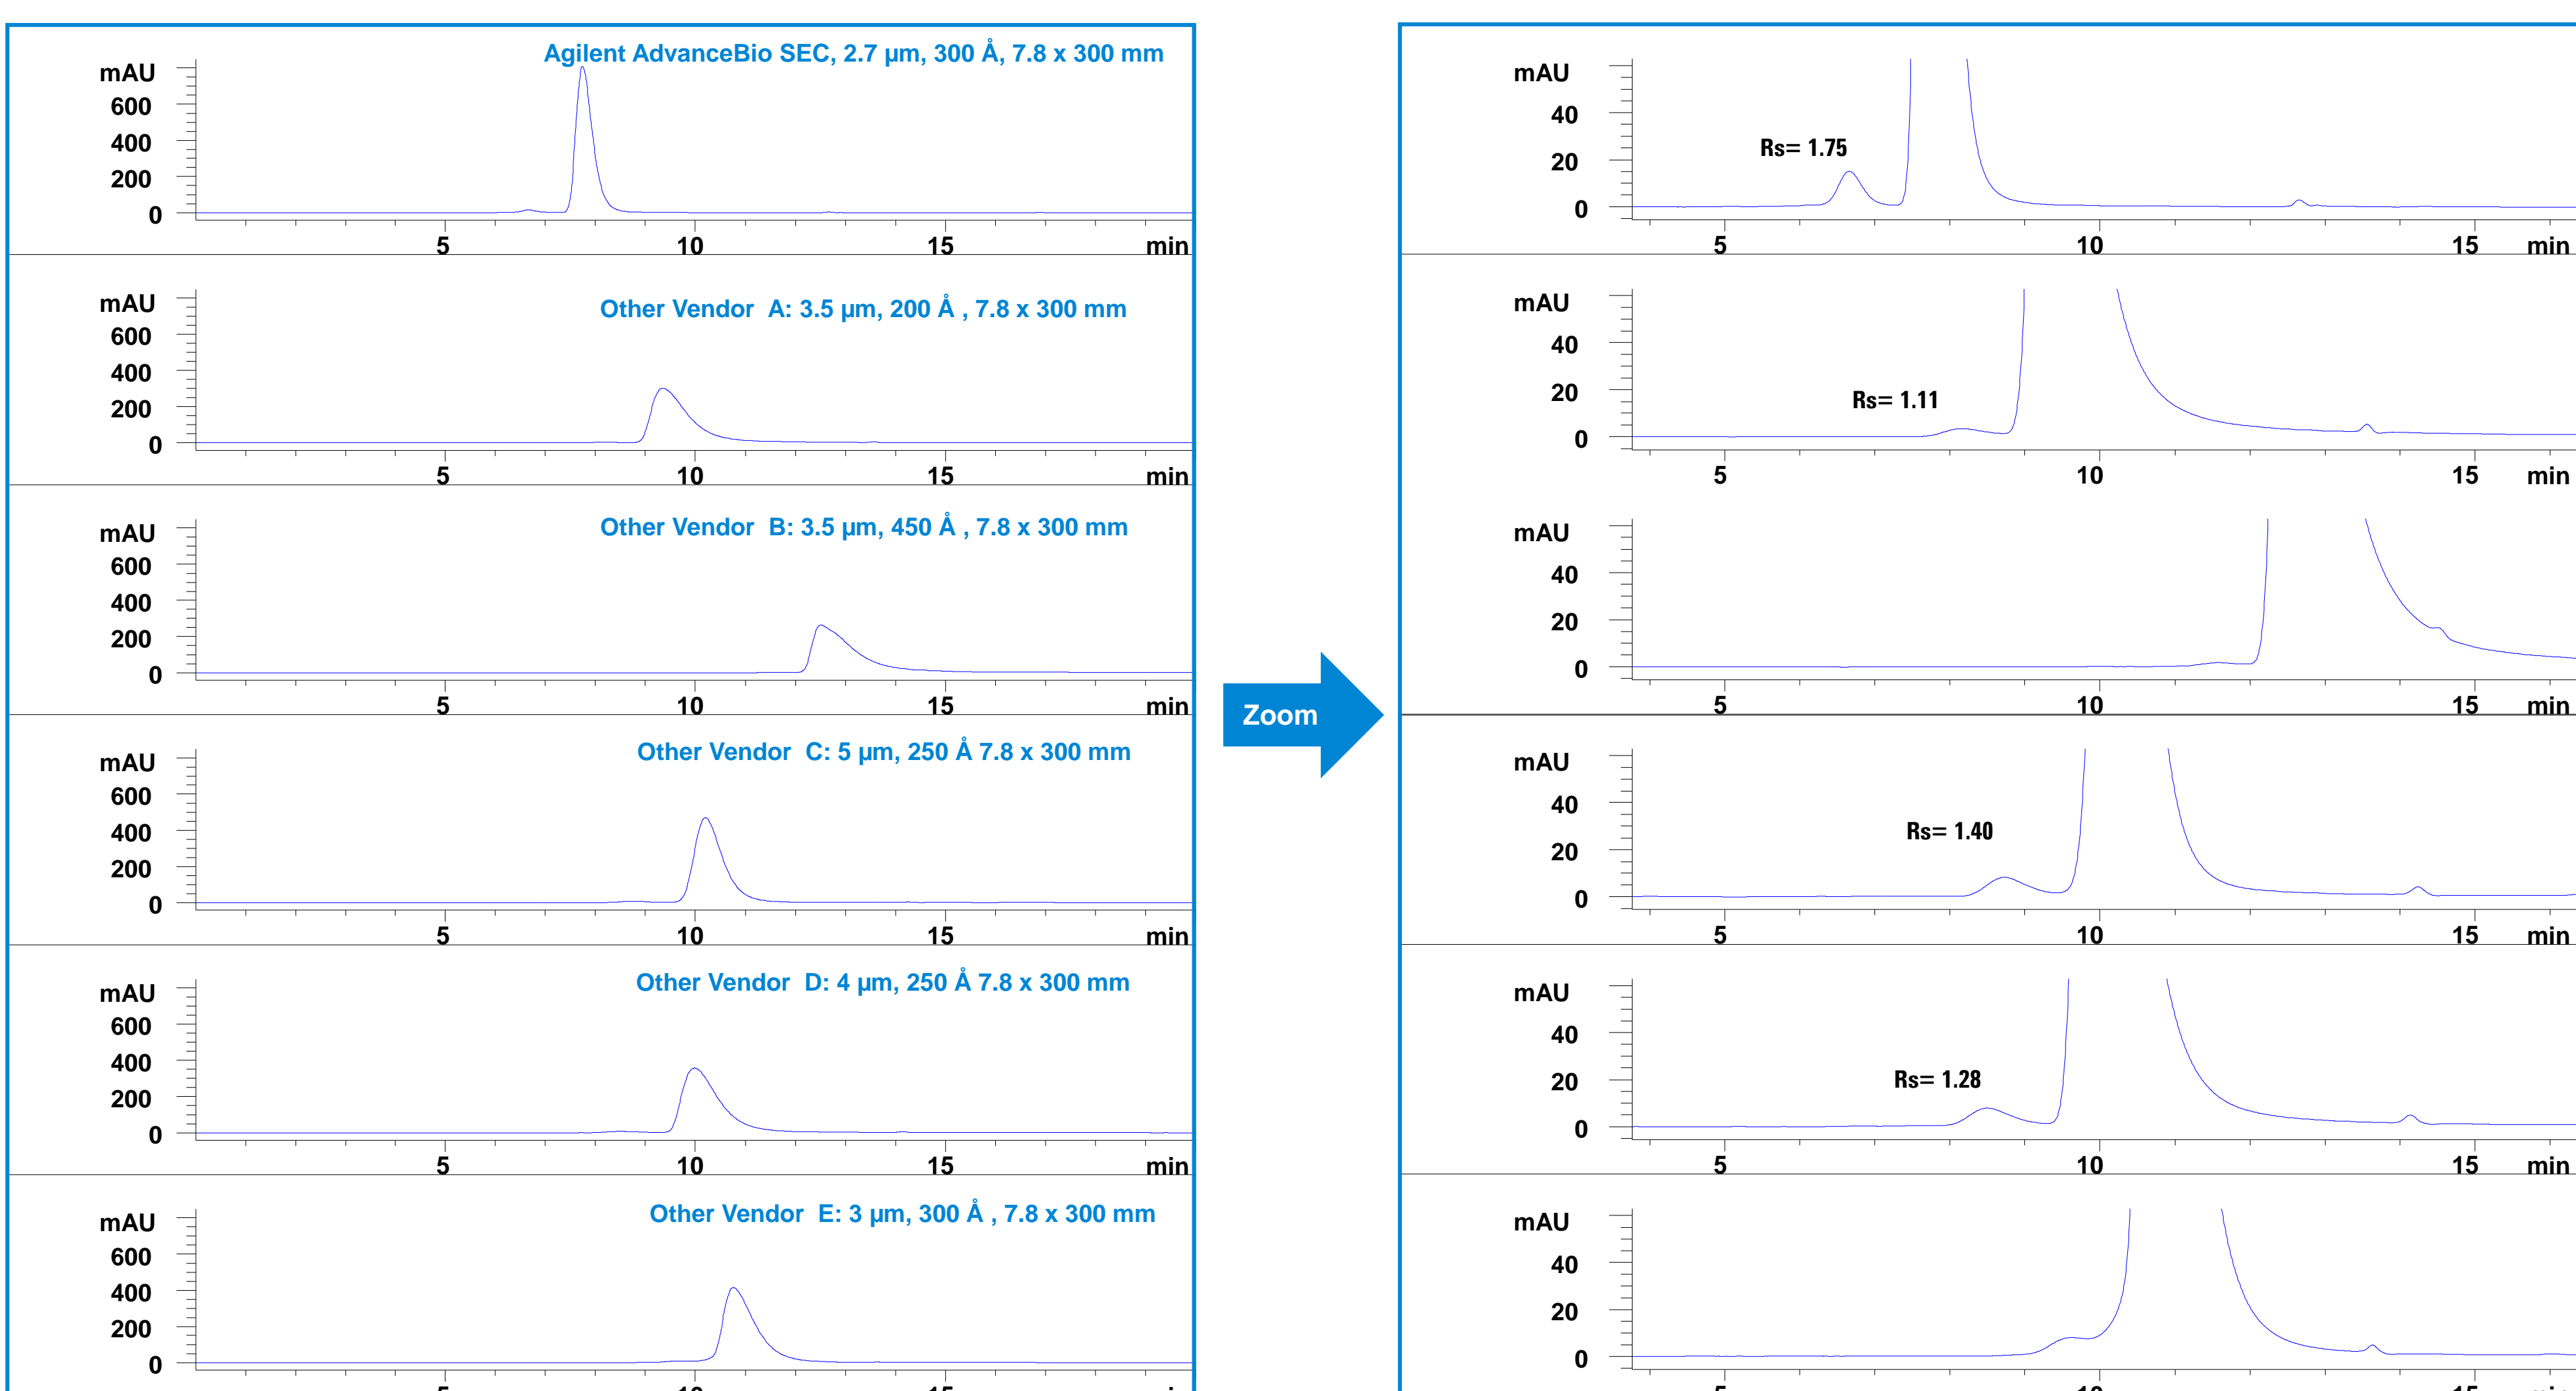 Agilent AdvanceBio SEC, 2.7 µm, 300 Å, 7.8 x 300 mm
mAU
600
400
200
0
5 10 15 min
Other Vendor A: 3.5 µm, 200 Å , 7.8 x 300 mm
mAU
600
400
200
0
5 10 15 min
Other Vendor B: 3.5 µm, 450 Å , 7.8 x 300 mm
mAU
600
400
200
0
5 10 15 min
Other Vendor C: 5 µm, 250 Å 7.8 x 300 mm
mAU
600
400
200
0
5 10 15 min
Other Vendor D: 4 µm, 250 Å 7.8 x 300 mm
mAU
600
400
200
0
5 10 15 min
Other Vendor E: 3 µm, 300 Å , 7.8 x 300 mm
mAU
600
400
200
0
Zoom
mAU
40
Rs= 1.75
20
0
5 10 15 min
mAU
40
20
Rs= 1.11
0
5 10 15 min
mAU
40
20
0
5 10 15 min
mAU
40
Rs= 1.40
20
0
5 10 15 min
mAU
40
20
Rs= 1.28
0
5 10 15 min
mAU
40
20
0